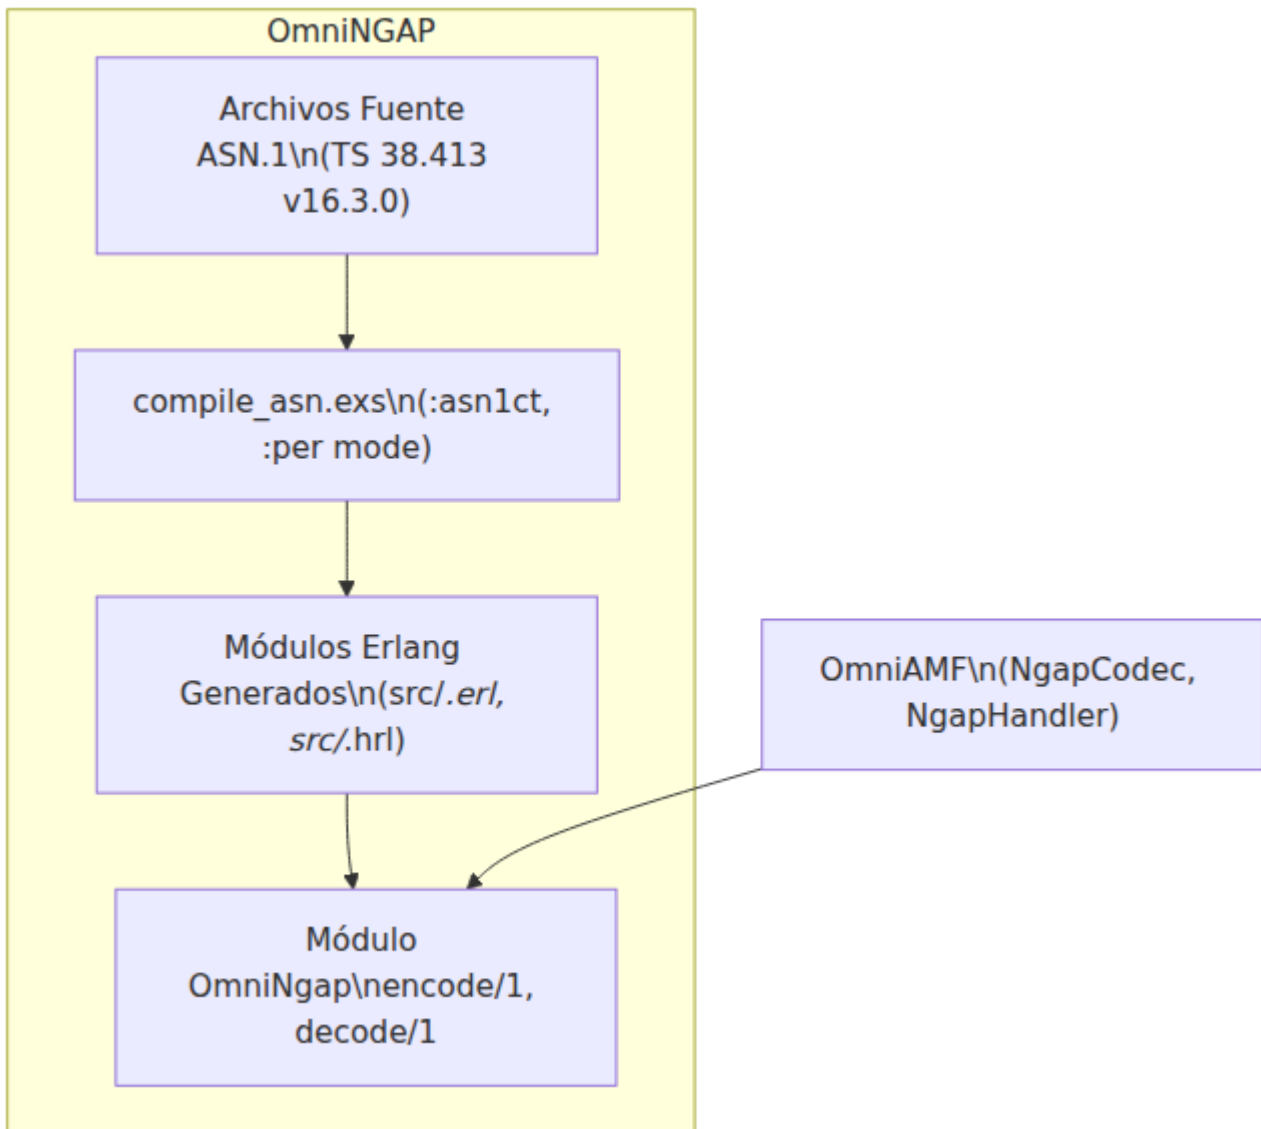 OmniNGAP
Archivos Fuente
ASN.1\n(TS 38.413
v16.3.0)
compile_asn.exs\n(:asn1ct,
:per mode)
Módulos Erlang
Generados\n(src/.erl,
src/.hrl)
OmniAMF\n(NgapCodec,
NgapHandler)
Módulo
OmniNgap\nencode/1,
decode/1